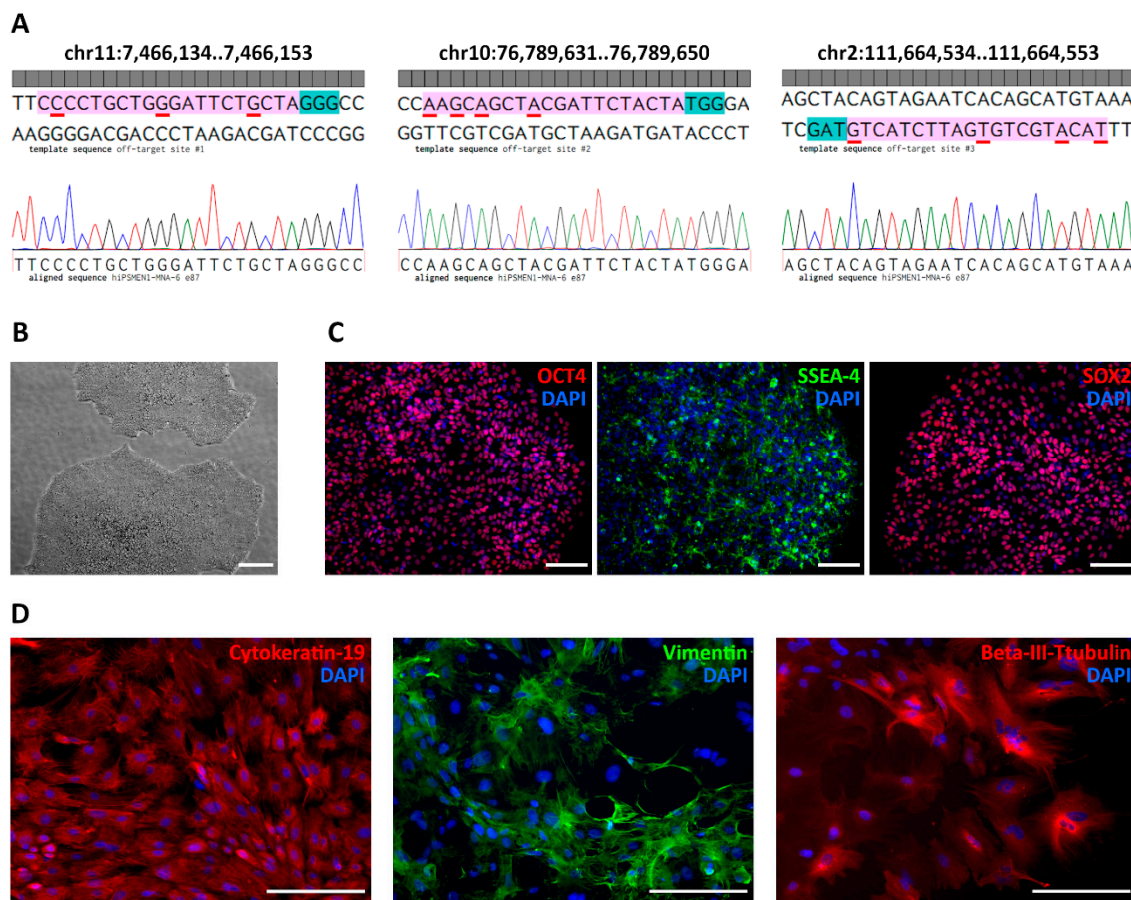 A
chr11:7,466,134..7,466,153
TTCCCCTGCTGGGATTCTGCTAGGGCC
AAGGGGACGACCCTAAGACGATCCCGG
template sequence off-target site #1
TTCCCCTGCTGGGATTCTGCTAGGGCC
aligned sequence hiPSMEN1-MNA-6 e87
chr10:76,789,631..76,789,650
CCAAGCAGCTACGATTCTACTATGGGA
GGTTCGTCGATGCTAAGATGATACCCT
template sequence off-target site #2
CCAAGCAGCTACGATTCTACTATGGGA
aligned sequence hiPSMEN1-MNA-6 e87
chr2:111,664,534..111,664,553
AGCTACAGTAGAATCACAGCATGTAAA
TCGATGTCATCTTAGTGTCGTACATTT
template sequence off-target site #3
AGCTACAGTAGAATCACAGCATGTAAA
aligned sequence hiPSMEN1-MNA-6 e87
B
C
OCT4
DAPI
SSEA-4
DAPI
SOX2
DAPI
D
Cytokeratin-19
DAPI
Vimentin
DAPI
Beta-III-Ttubulin
DAPI